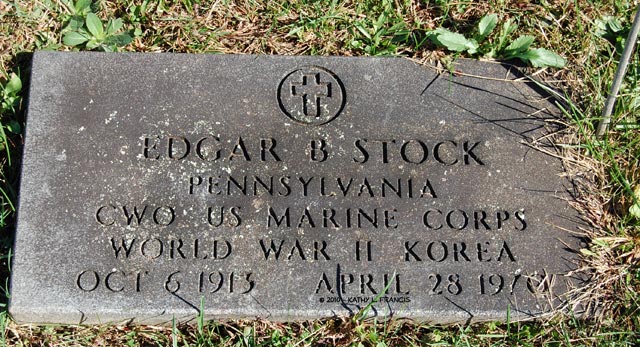 U
EDGAR B STOCK
PENNSYLVANIA
CWO US MARINE CORPS
WORLD WAR II KOREA
OCT 6 1913 APRIL 28
© 2010 - KATHY L. FRANCIS